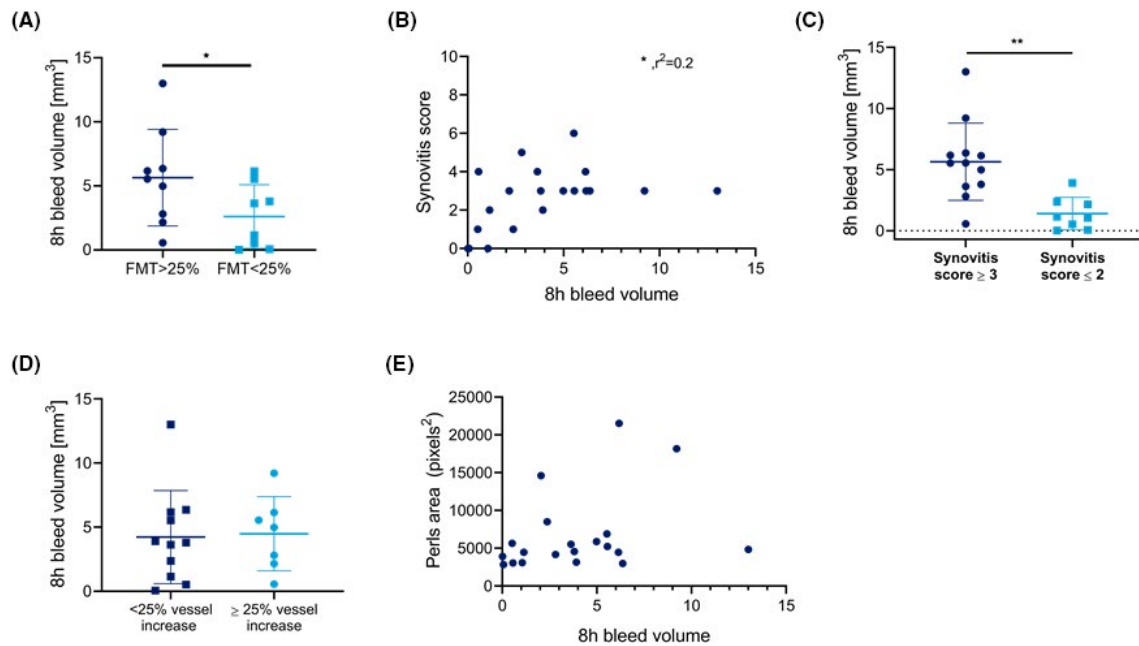 (A)
*
8h bleed volume [mm³]
15
10
5
0
FMT>25%
FMT<25%
(B)
* ,r²=0.2
Synovitis score
10
8
6
4
2
0
0
5
10
15
8h bleed volume
(C)
**
8h bleed volume [mm³]
15
10
5
0
Synovitis
score ≥ 3
Synovitis
score ≤ 2
(D)
8h bleed volume [mm³]
15
10
5
0
<25% vessel
increase
≥ 25% vessel
increase
(E)
Perls area (pixels²)
25000
20000
15000
10000
5000
0
0
5
10
15
8h bleed volume